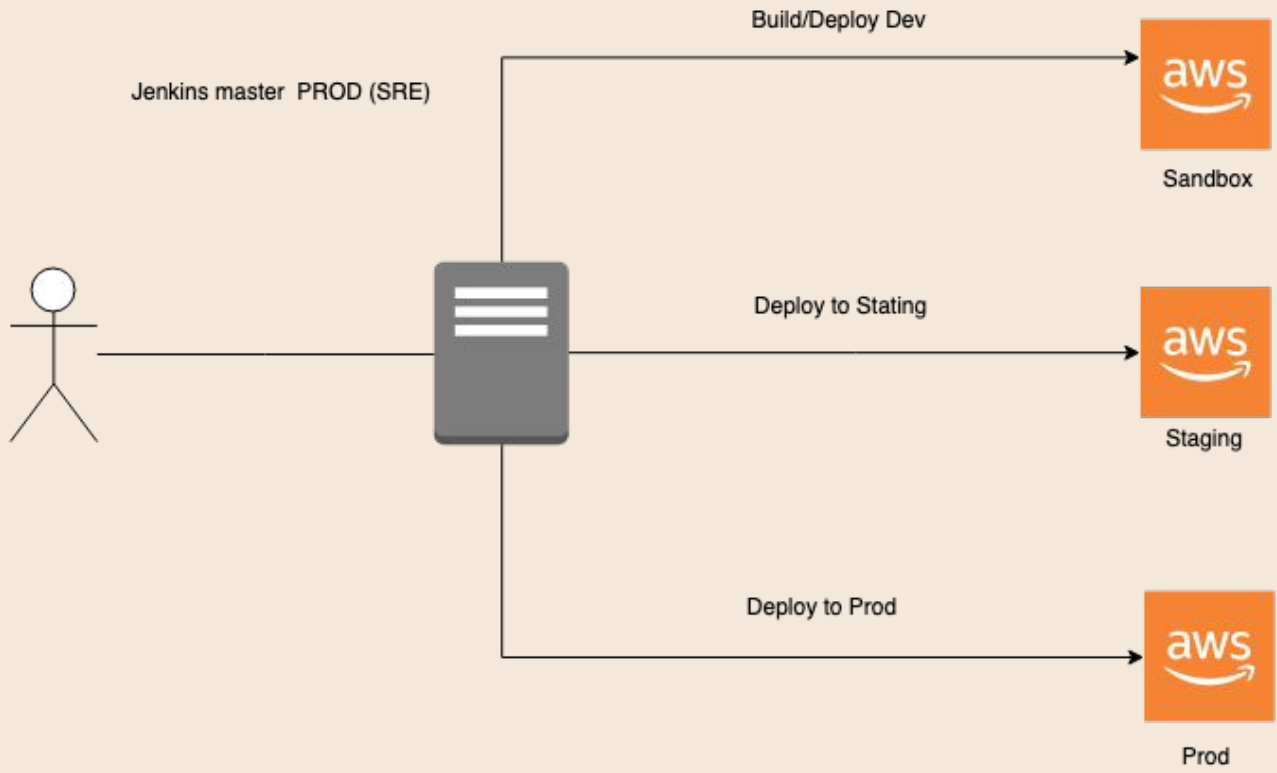 Build/Deploy Dev
Jenkins master  PROD (SRE)
aws
Sandbox
Deploy to Stating
aws
Staging
Deploy to Prod
aws
Prod